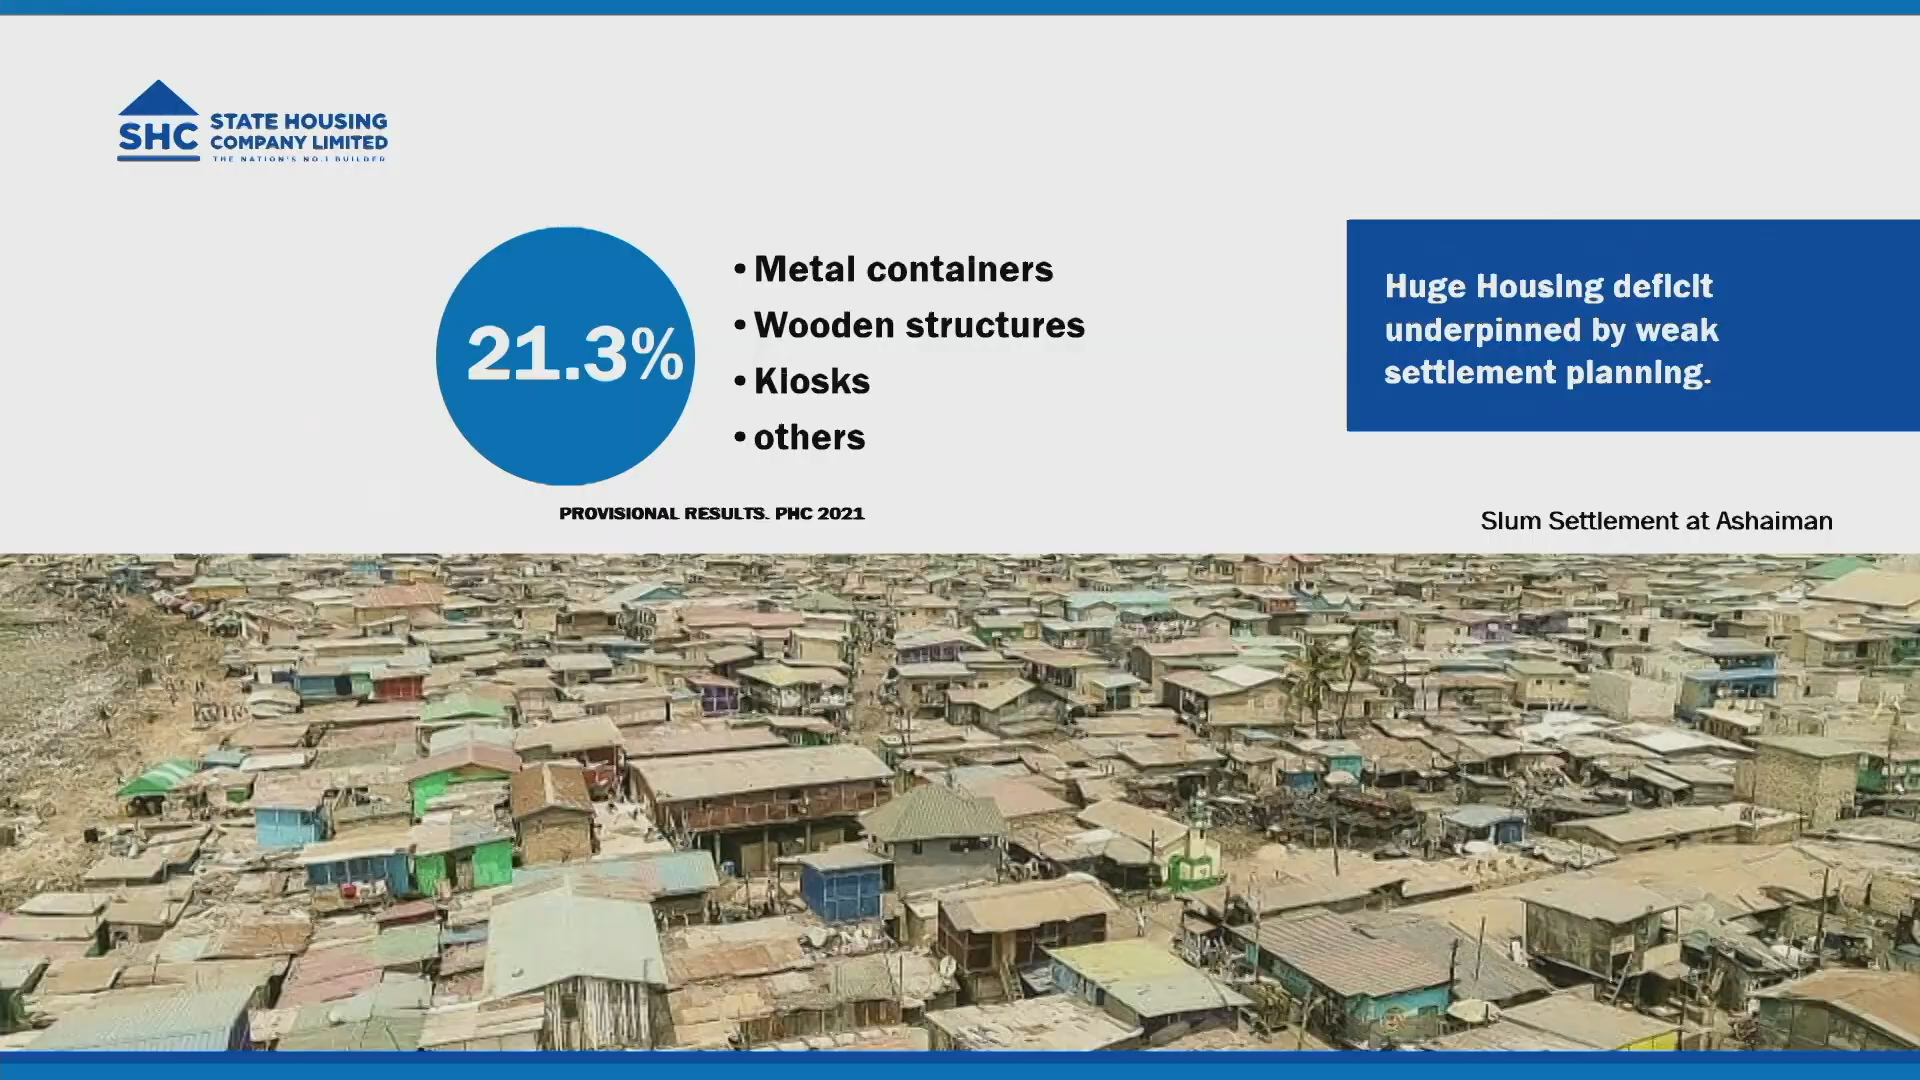 SHC
STATE HOUSING
COMPANY LIMITED
THE NATION'S NO.1 BUILDER
21.3%
• Metal containers
• Wooden structures
• Kiosks
• others
PROVISIONAL RESULTS. PHC 2021
Huge Housing deficit
underpinned by weak
settlement planning.
Slum Settlement at Ashaiman